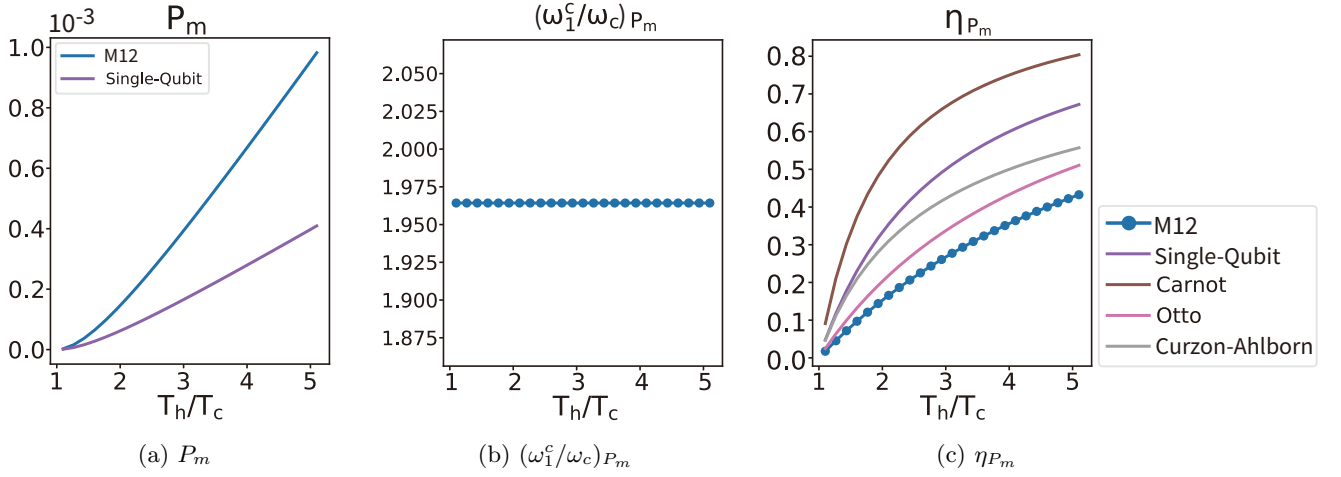 10⁻³
P_m
1.0
0.8
0.6
0.4
0.2
0.0
M12
Single-Qubit
1 2 3 4 5
T_h/T_c
(a) P_m
(ω₁ᶜ/ω_c)_{P_m}
2.050
2.025
2.000
1.975
1.950
1.925
1.900
1.875
1 2 3 4 5
T_h/T_c
(b) (ω₁ᶜ/ω_c)_{P_m}
η_{P_m}
0.8
0.7
0.6
0.5
0.4
0.3
0.2
0.1
0.0
1 2 3 4 5
T_h/T_c
(c) η_{P_m}
M12
Single-Qubit
Carnot
Otto
Curzon-Ahlborn